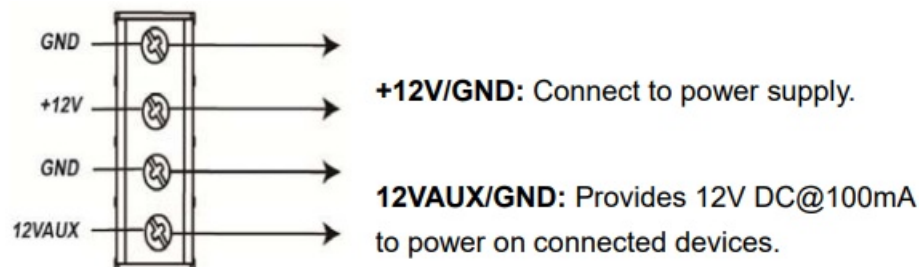 GND
+12V
+12V/GND: Connect to power supply.
GND
12VAUX/GND: Provides 12V DC@100mA
12VAUX
to power on connected devices.